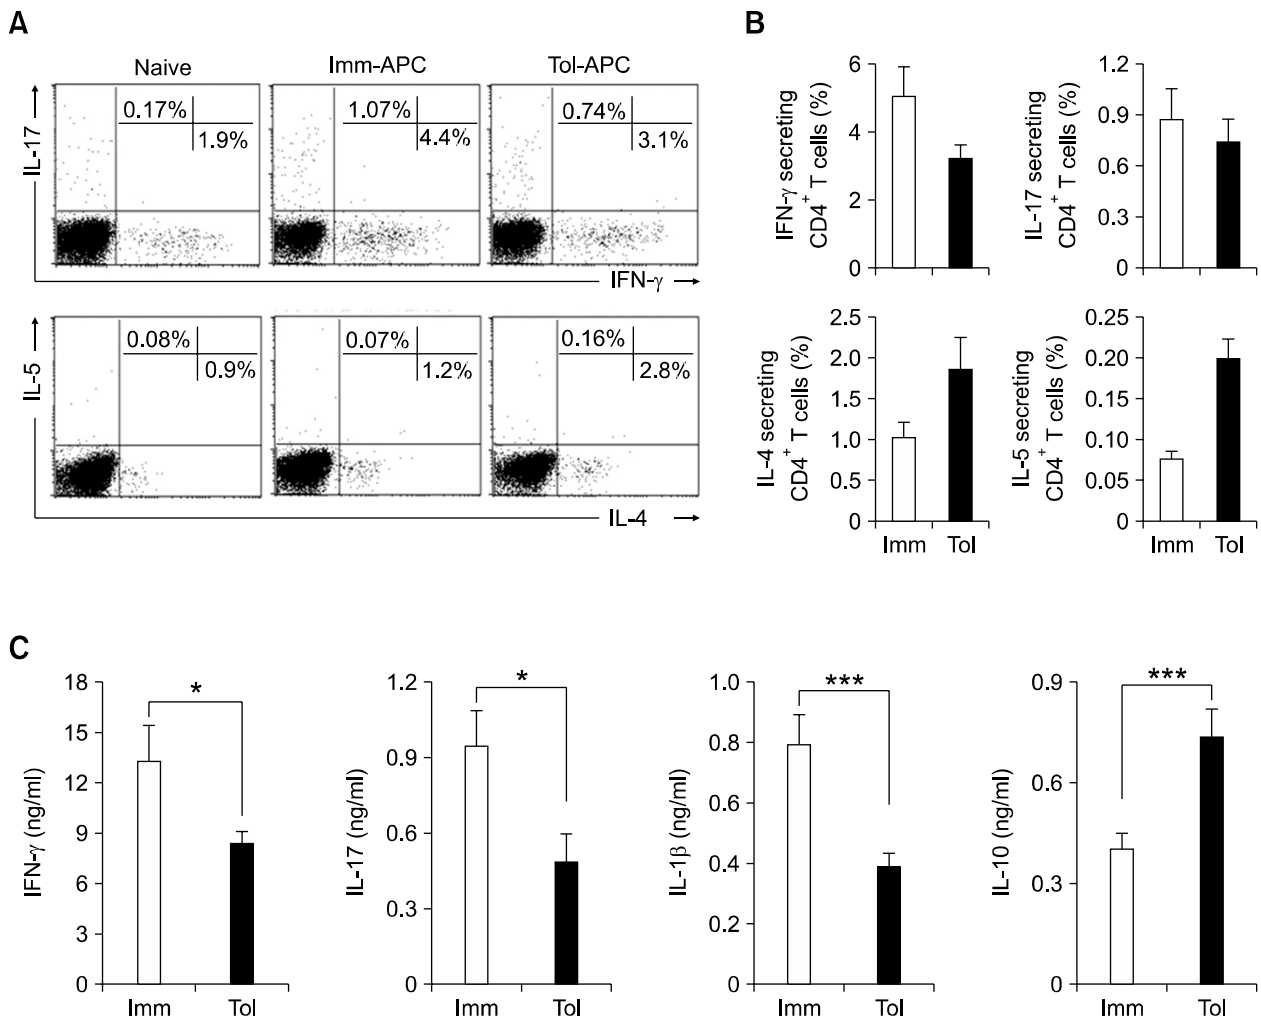 A
Naive
Imm-APC
Tol-APC
IL-17
0.17%
1.9%
1.07%
4.4%
0.74%
3.1%
IFN-γ
IL-5
0.08%
0.9%
0.07%
1.2%
0.16%
2.8%
IL-4
B
IFN-γ secreting
CD4+ T cells (%)
6
4
2
0
IL-17 secreting
CD4+ T cells (%)
1.2
0.9
0.6
0.3
0
IL-4 secreting
CD4+ T cells (%)
2.5
2.0
1.5
1.0
0.5
0
Imm Tol
IL-5 secreting
CD4+ T cells (%)
0.25
0.20
0.15
0.10
0.05
0
Imm Tol
C
IFN-γ (ng/ml)
18
15
12
9
6
3
0
*
Imm Tol
IL-17 (ng/ml)
1.2
0.9
0.6
0.3
0
*
Imm Tol
IL-1β (ng/ml)
1.0
0.8
0.6
0.4
0.2
0
***
Imm Tol
IL-10 (ng/ml)
0.9
0.6
0.3
0
***
Imm Tol